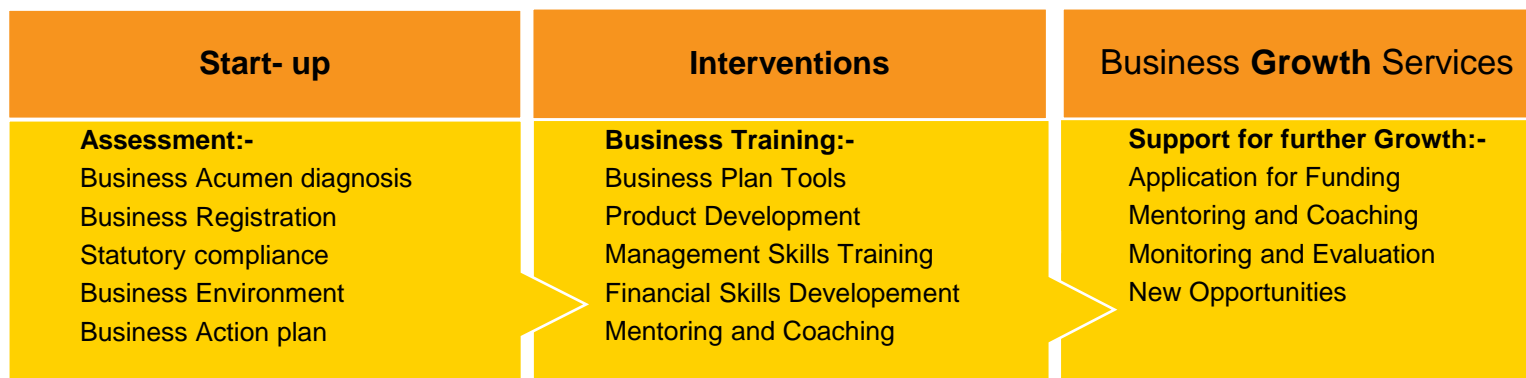 Start- up
Assessment:-
Business Acumen diagnosis
Business Registration
Statutory compliance
Business Environment
Business Action plan
Interventions
Business Training:-
Business Plan Tools
Product Development
Management Skills Training
Financial Skills Developement
Mentoring and Coaching
Business Growth Services
Support for further Growth:-
Application for Funding
Mentoring and Coaching
Monitoring and Evaluation
New Opportunities